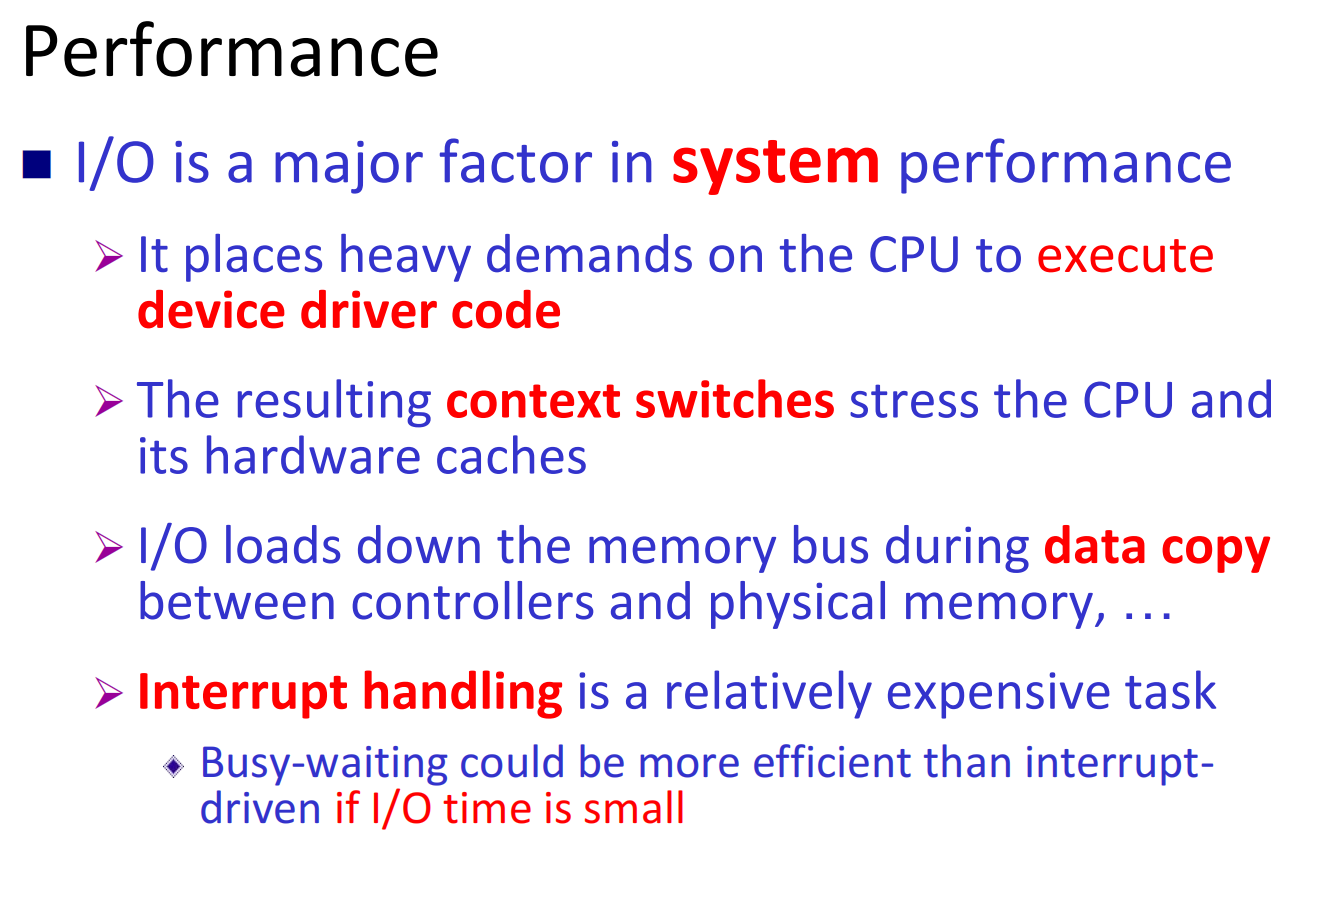 Performance
I/O is a major factor in system performance
It places heavy demands on the CPU to execute
device driver code
The resulting context switches stress the CPU and
its hardware caches
I/O loads down the memory bus during data copy
between controllers and physical memory, …
Interrupt handling is a relatively expensive task
Busy-waiting could be more efficient than interrupt-
driven if I/O time is small